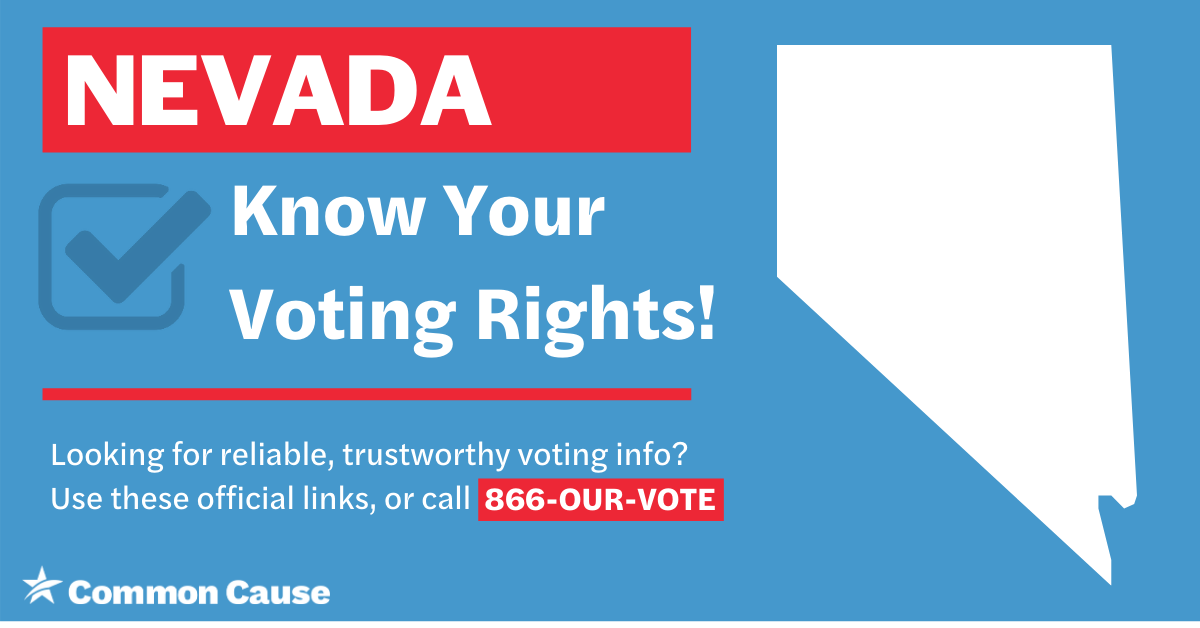 NEVADA
Know Your
Voting Rights!
Looking for reliable, trustworthy voting info?
Use these official links, or call 866-OUR-VOTE
Common Cause